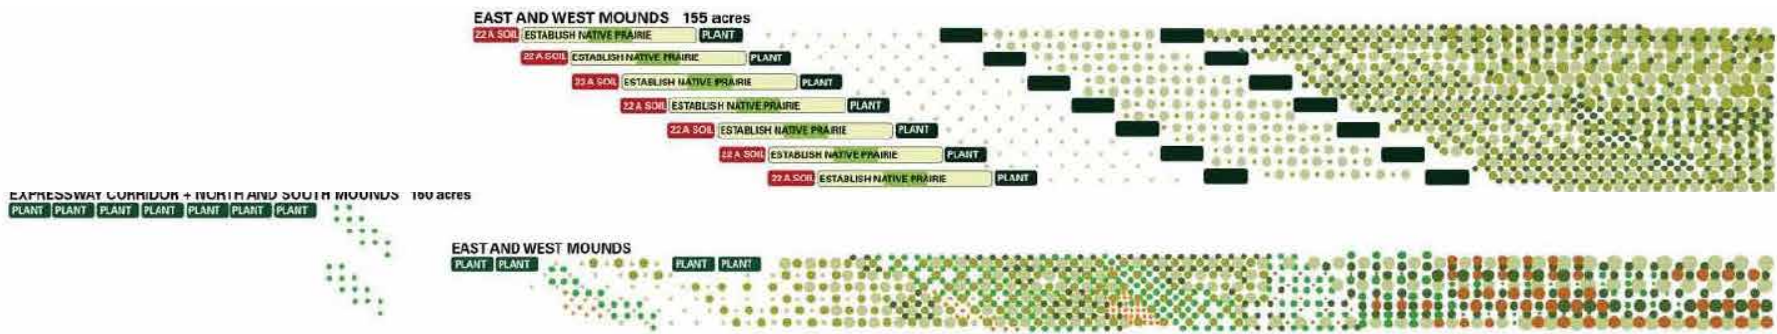 EAST AND WEST MOUNDS 155 acres
22 A SOIL ESTABLISH NATIVE PRAIRIE PLANT
22 A SOIL ESTABLISH NATIVE PRAIRIE PLANT
22 A SOIL ESTABLISH NATIVE PRAIRIE PLANT
22 A SOIL ESTABLISH NATIVE PRAIRIE PLANT
22 A SOIL ESTABLISH NATIVE PRAIRIE PLANT
22 A SOIL ESTABLISH NATIVE PRAIRIE PLANT
22 A SOIL ESTABLISH NATIVE PRAIRIE PLANT
EXPRESSWAY CORRIDOR + NORTH AND SOUTH MOUNDS 160 acres
PLANT PLANT PLANT PLANT PLANT PLANT PLANT
EAST AND WEST MOUNDS
PLANT PLANT PLANT PLANT